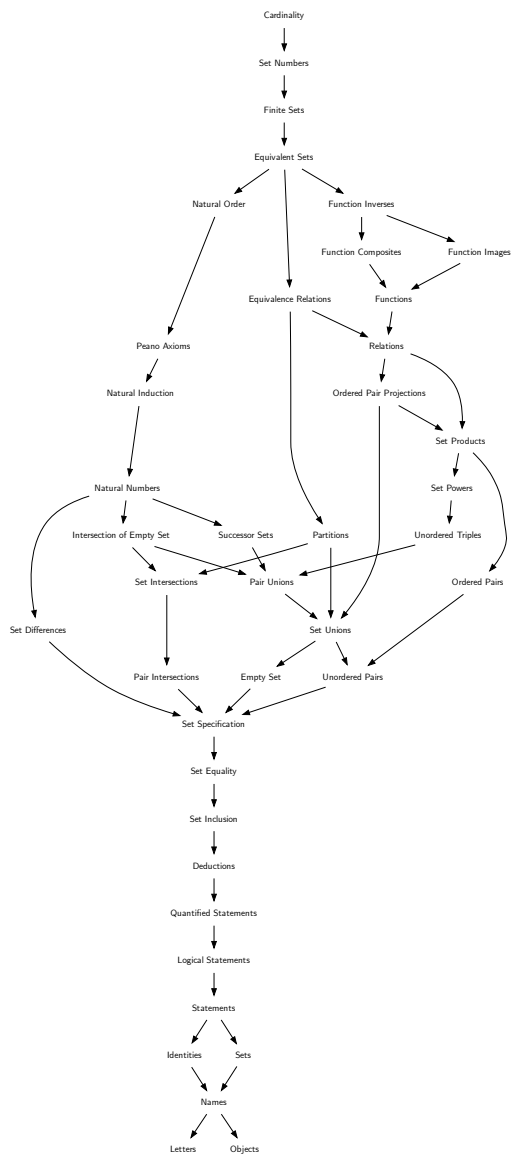 Cardinality
Set Numbers
Finite Sets
Equivalent Sets
Natural Order
Function Inverses
Function Composites
Function Images
Equivalence Relations
Functions
Peano Axioms
Relations
Natural Induction
Ordered Pair Projections
Set Products
Natural Numbers
Set Powers
Intersection of Empty Set
Successor Sets
Partitions
Unordered Triples
Set Intersections
Pair Unions
Ordered Pairs
Set Differences
Set Unions
Pair Intersections
Empty Set
Unordered Pairs
Set Specification
Set Equality
Set Inclusion
Deductions
Quantified Statements
Logical Statements
Statements
Identities
Sets
Names
Letters
Objects